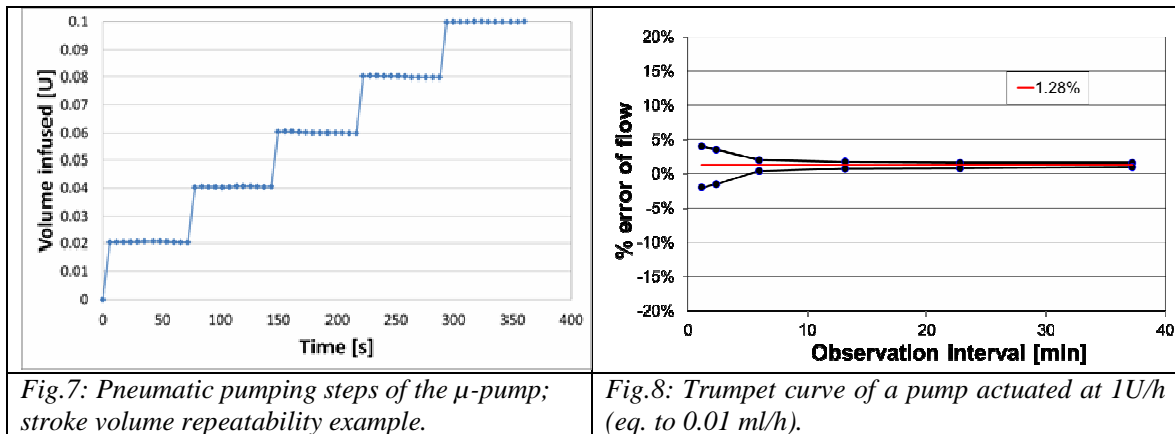 0.1
0.09
0.08
0.07
0.06
0.05
0.04
0.03
0.02
0.01
0
Volume infused [U]
0 50 100 150 200 250 300 350 400
Time [s]
20%
15%
10%
5%
0%
-5%
-10%
-15%
-20%
% error of flow
1.28%
0 10 20 30 40
Observation Interval [min]
Fig.7: Pneumatic pumping steps of the µ-pump;
stroke volume repeatability example.
Fig.8: Trumpet curve of a pump actuated at 1U/h
(eq. to 0.01 ml/h).